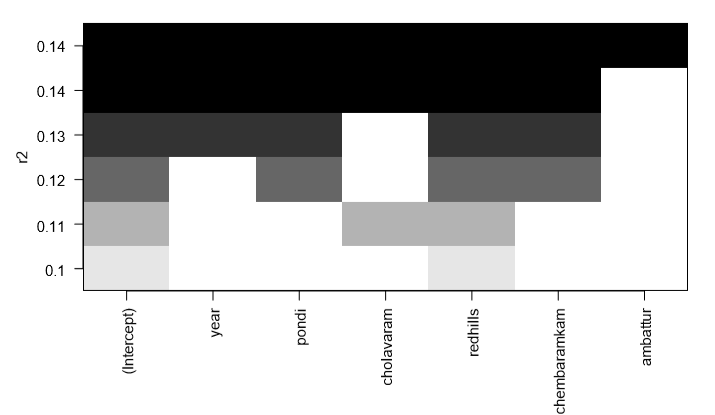 0.14
0.14
0.13
0.12
0.11
0.1
r2
(Intercept)
year
pondi
cholavaram
redhills
chembaramkam
ambattur